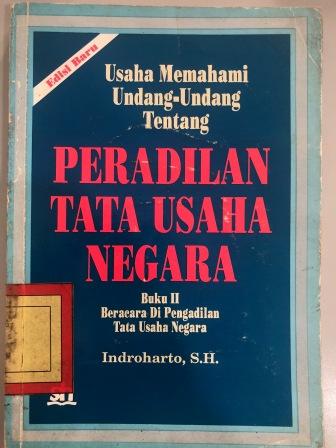 Edisi Baru
Usaha Memahami
Undang-Undang
Tentang
PERADILAN
TATA USAHA
NEGARA
Buku II
Beracara Di Pengadilan
Tata Usaha Negara
Indroharto, S.H.